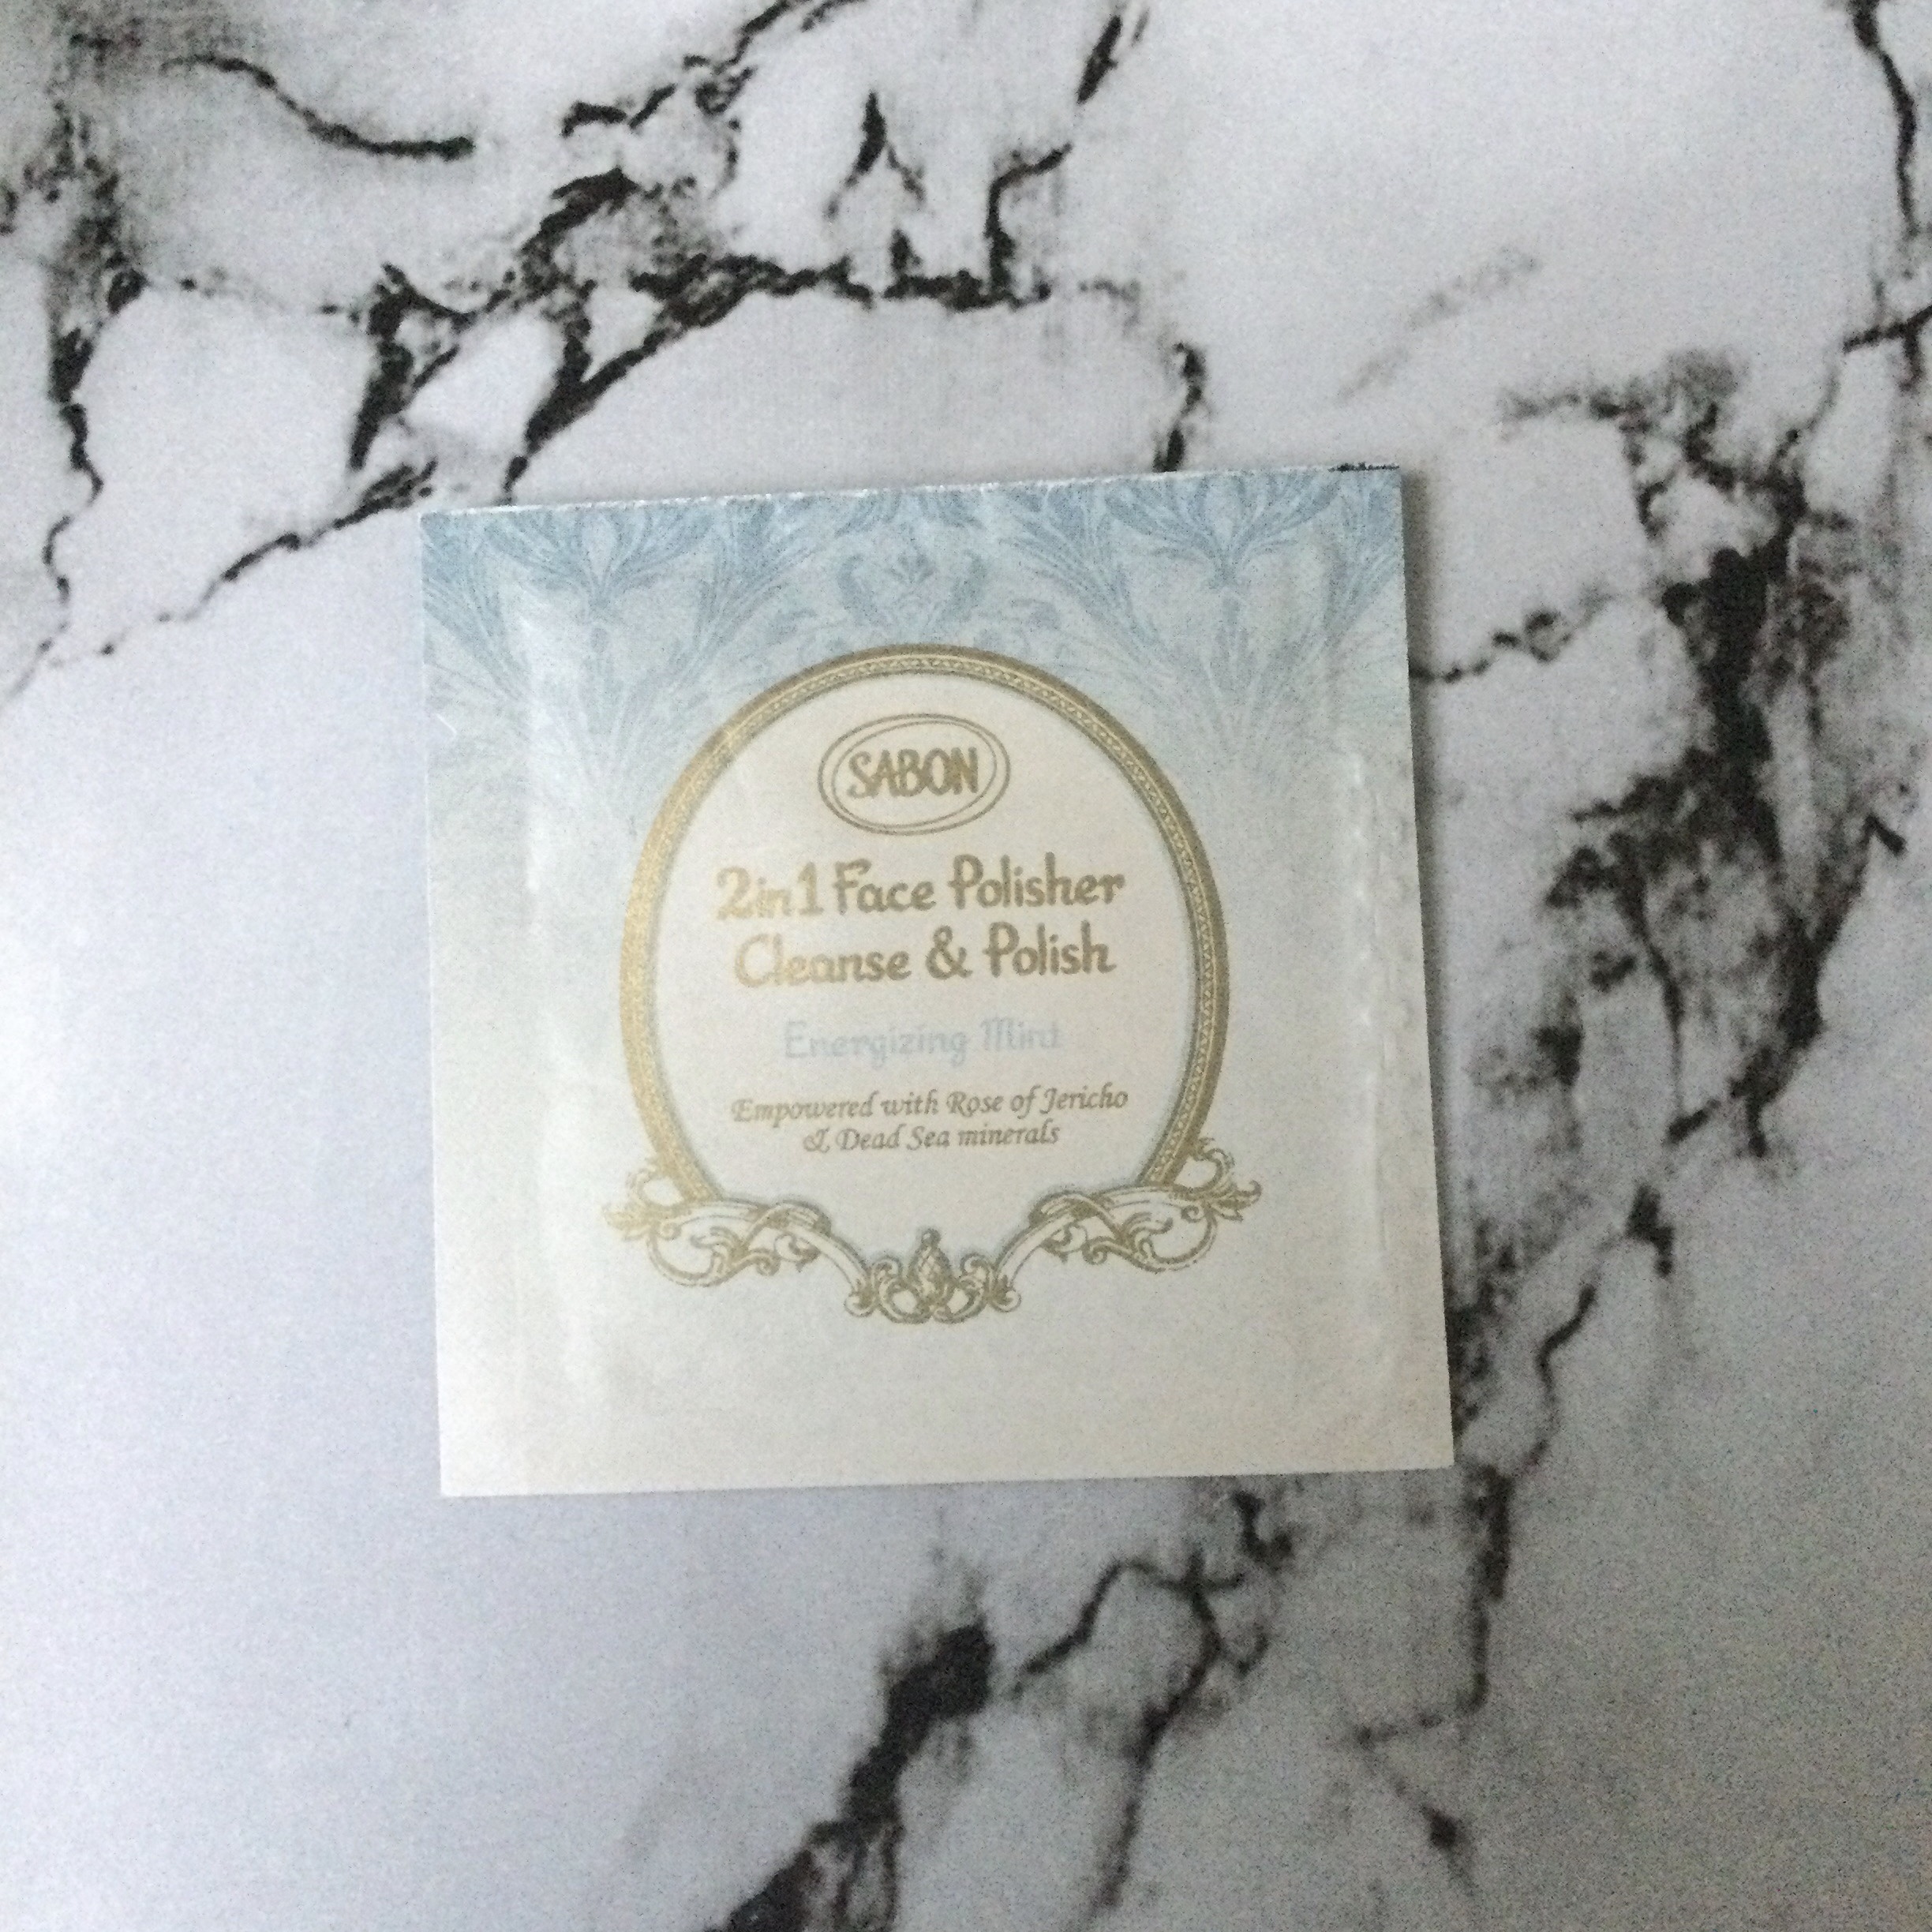 SABON
2in1 Face Polisher
Cleanse & Polish
Energizing Mint
Empowered with Rose of Jericho
& Dead Sea minerals